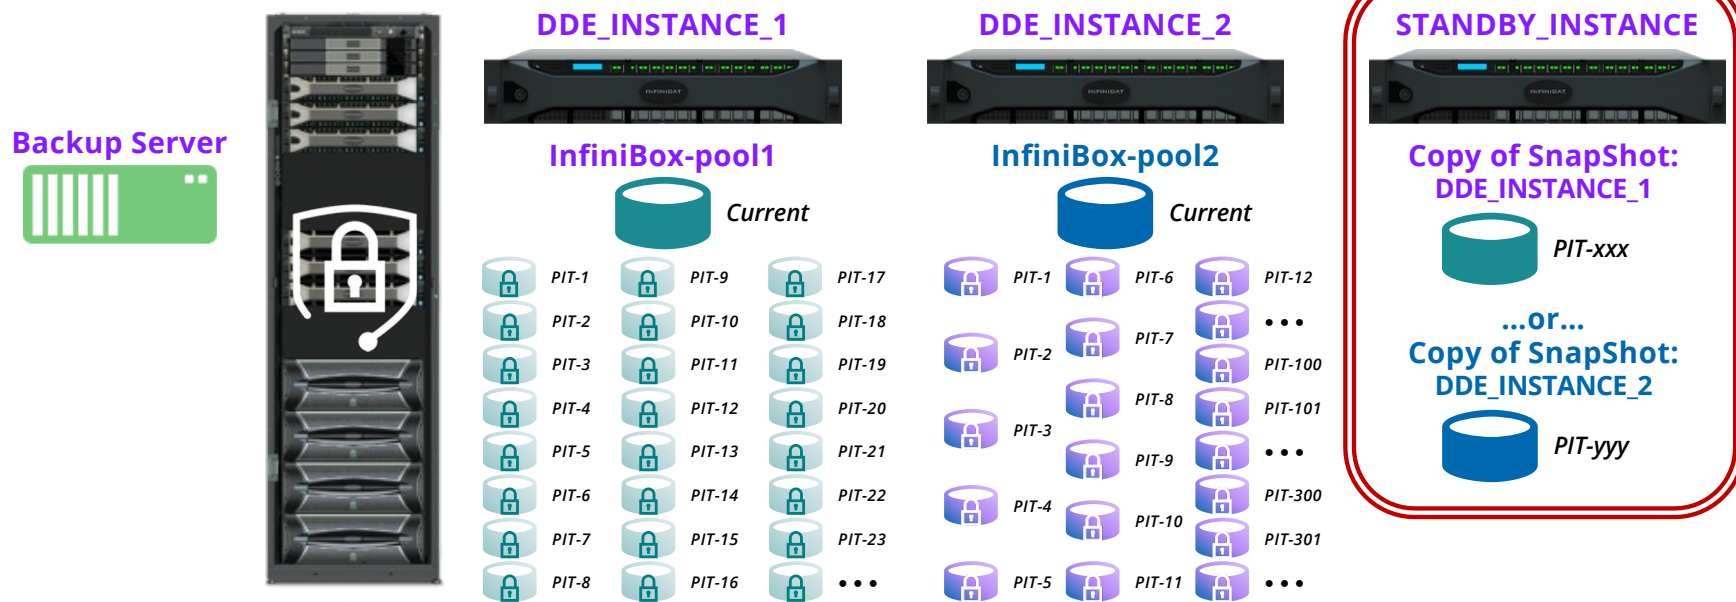 Backup Server
DDE_INSTANCE_1
INFINIDAT
InfiniBox-pool1
Current
PIT-1
PIT-2
PIT-3
PIT-4
PIT-5
PIT-6
PIT-7
PIT-8
PIT-9
PIT-10
PIT-11
PIT-12
PIT-13
PIT-14
PIT-15
PIT-16
PIT-17
PIT-18
PIT-19
PIT-20
PIT-21
PIT-22
PIT-23
•••
DDE_INSTANCE_2
INFINIDAT
InfiniBox-pool2
Current
PIT-1
PIT-2
PIT-3
PIT-4
PIT-5
PIT-6
PIT-7
PIT-8
PIT-9
PIT-10
PIT-11
PIT-12
•••
PIT-100
PIT-101
•••
PIT-300
PIT-301
•••
STANDBY_INSTANCE
INFINIDAT
Copy of SnapShot:
DDE_INSTANCE_1
PIT-xxx
...or...
Copy of SnapShot:
DDE_INSTANCE_2
PIT-yyy